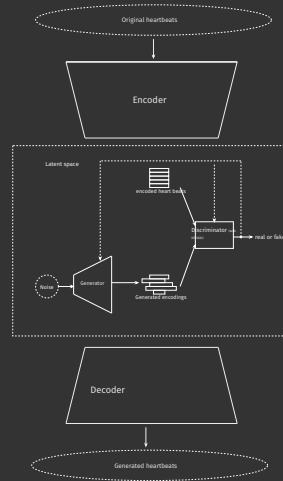 Original heartbeats
Encoder
Latent space
encoded heart beats
Discriminator
real or fake
Noise
Generator
Generated encodings
Decoder
Generated heartbeats